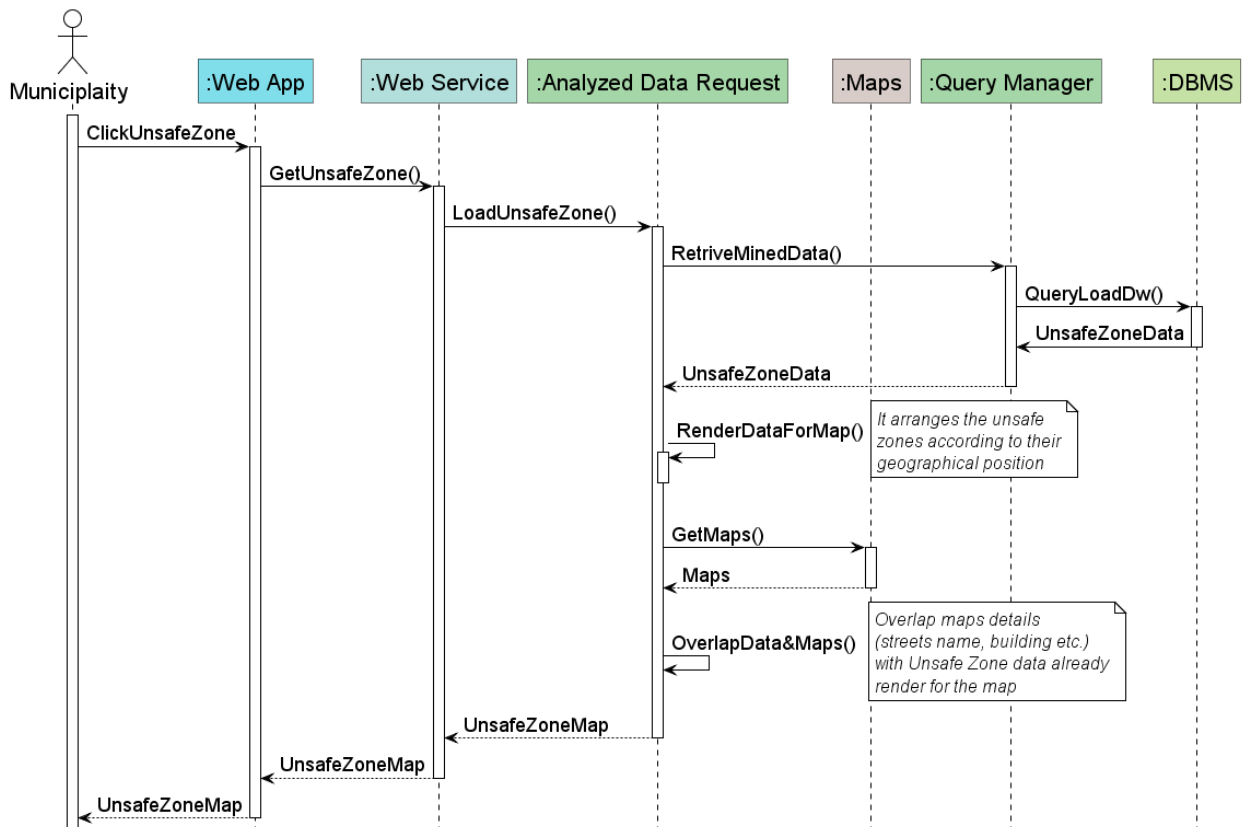 Municiplaity
:Web App
:Web Service
:Analyzed Data Request
:Maps
:Query Manager
:DBMS
ClickUnsafeZone
GetUnsafeZone()
LoadUnsafeZone()
RetriveMinedData()
QueryLoadDw()
UnsafeZoneData
UnsafeZoneData
RenderDataForMap()
It arranges the unsafe
zones according to their
geographical position
GetMaps()
Maps
OverlapData&Maps()
Overlap maps details
(streets name, building etc.)
with Unsafe Zone data already
render for the map
UnsafeZoneMap
UnsafeZoneMap
UnsafeZoneMap